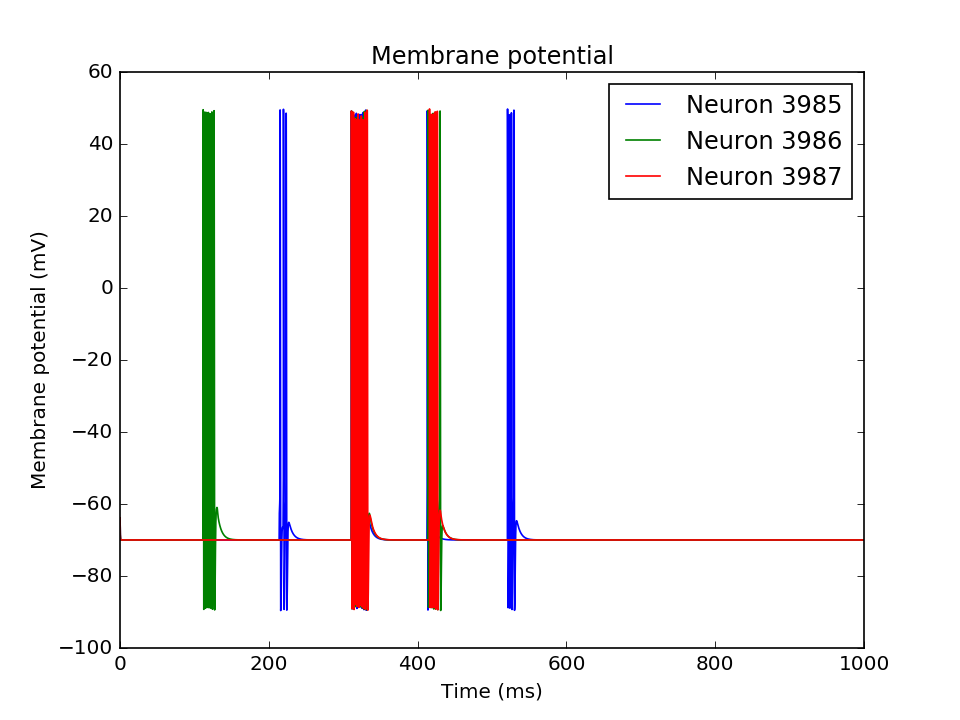 Membrane potential
Neuron 3985
Neuron 3986
Neuron 3987
Membrane potential (mV)
60
40
20
0
−20
−40
−60
−80
−100
0 200 400 600 800 1000
Time (ms)